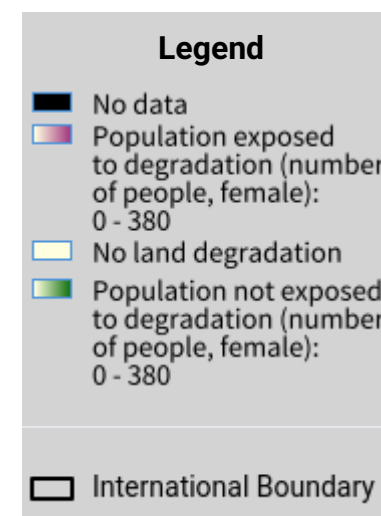 Legend
No data
Population exposed
to degradation (number
of people, female):
0 - 380
No land degradation
Population not exposed
to degradation (number
of people, female):
0 - 380
International Boundary